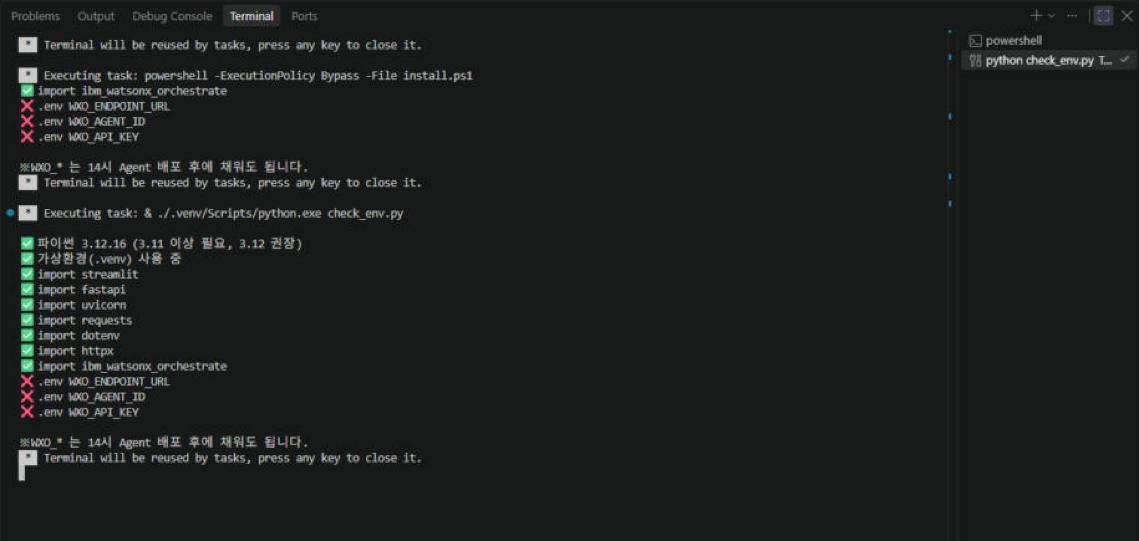 Problems Output Debug Console Terminal Ports
powershell
python check_env.py T...
* Terminal will be reused by tasks, press any key to close it.
* Executing task: powershell -ExecutionPolicy Bypass -File install.ps1
✅ import ibm_watsonx_orchestrate
❌ .env WXO_ENDPOINT_URL
❌ .env WXO_AGENT_ID
❌ .env WXO_API_KEY
※WXO_* 는 14시 Agent 배포 후에 채워도 됩니다.
* Terminal will be reused by tasks, press any key to close it.
* Executing task: & ./.venv/Scripts/python.exe check_env.py
✅ 파이썬 3.12.16 (3.11 이상 필요, 3.12 권장)
✅ 가상환경(.venv) 사용 중
✅ import streamlit
✅ import fastapi
✅ import uvicorn
✅ import requests
✅ import dotenv
✅ import httpx
✅ import ibm_watsonx_orchestrate
❌ .env WXO_ENDPOINT_URL
❌ .env WXO_AGENT_ID
❌ .env WXO_API_KEY
※WXO_* 는 14시 Agent 배포 후에 채워도 됩니다.
* Terminal will be reused by tasks, press any key to close it.